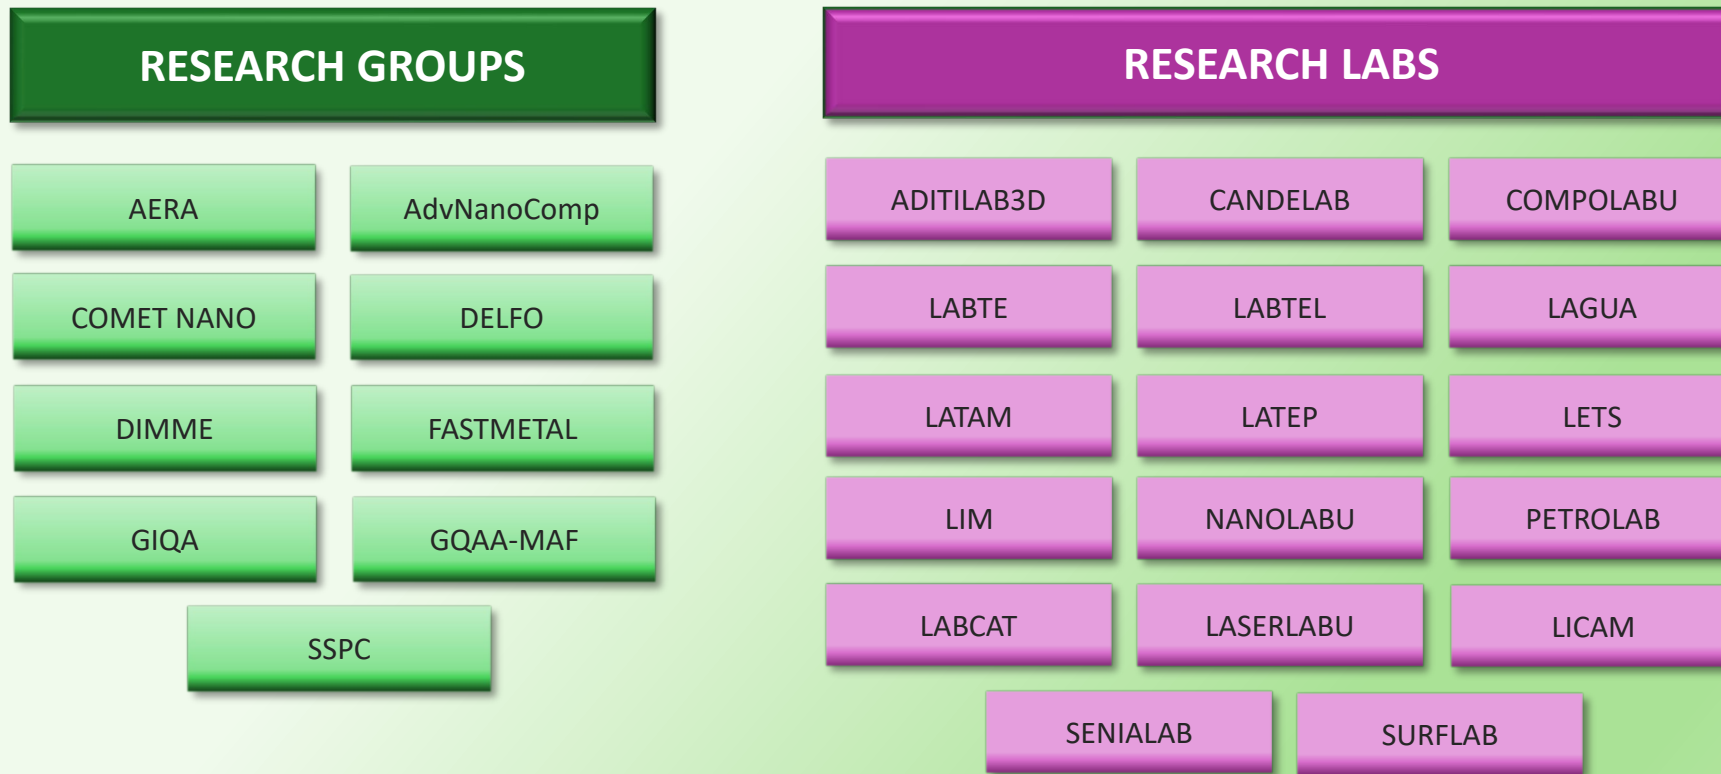 RESEARCH GROUPS
AERA
AdvNanoComp
COMET NANO
DELFO
DIMME
FASTMETAL
GIQA
GQAA-MAF
SSPC
RESEARCH LABS
ADITILAB3D
CANDELAB
COMPOLABU
LABTE
LABTEL
LAGUA
LATAM
LATEP
LETS
LIM
NANOLABU
PETROLAB
LABCAT
LASERLABU
LICAM
SENIALAB
SURFLAB